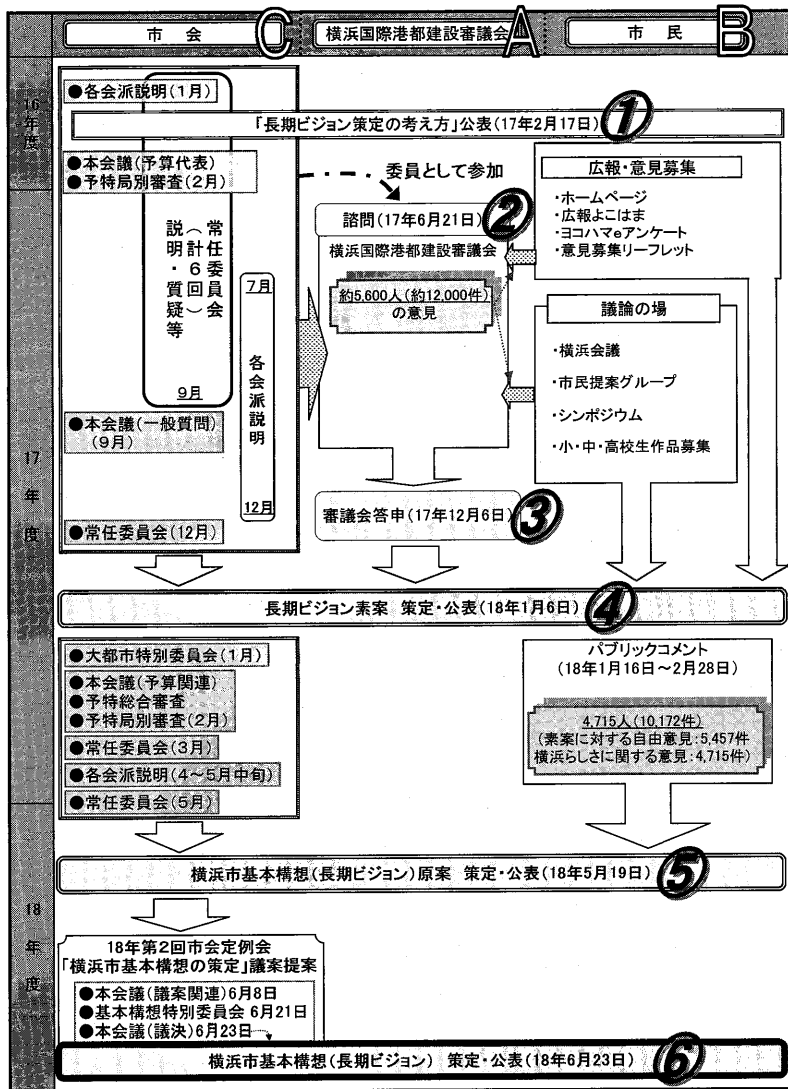 市 会 C
横浜国際港都建設審議会 A
市 民 B
16年度
●各会派説明(1月)
「長期ビジョン策定の考え方」公表(17年2月17日) 1
●本会議(予算代表)
●予特局別審査(2月)
委員として参加
広報・意見募集
・ホームページ
・広報よこはま
・ヨコハマeアンケート
・意見募集リーフレット
諮問(17年6月21日) 2
横浜国際港都建設審議会
約5,600人(約12,000件)
の意見
常任委員会
(計6回)
説明・質疑等
9月
7月
各会派説明
12月
議論の場
・横浜会議
・市民提案グループ
・シンポジウム
・小・中・高校生作品募集
17年度
●本会議(一般質問)
(9月)
●常任委員会(12月)
審議会答申(17年12月6日) 3
長期ビジョン素案 策定・公表(18年1月6日) 4
●大都市特別委員会(1月)
●本会議(予算関連)
●予特総合審査
●予特局別審査(2月)
●常任委員会(3月)
●各会派説明(4～5月中旬)
●常任委員会(5月)
パブリックコメント
(18年1月16日～2月28日)
4,715人(10,172件)
(素案に対する自由意見:5,457件
横浜らしさに関する意見:4,715件)
横浜市基本構想(長期ビジョン)原案 策定・公表(18年5月19日) 5
18年度
18年第2回市会定例会
「横浜市基本構想の策定」議案提案
●本会議(議案関連)6月8日
●基本構想特別委員会 6月21日
●本会議(議決)6月23日
横浜市基本構想(長期ビジョン) 策定・公表(18年6月23日) 6